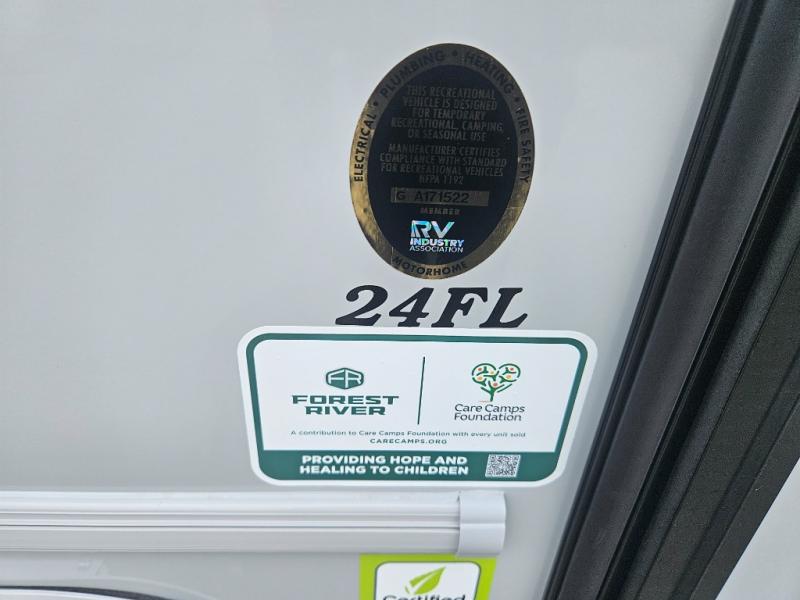 ELECTRICAL • PLUMBING • HEATING • FIRE SAFETY
THIS RECREATIONAL
VEHICLE IS DESIGNED
FOR TEMPORARY
RECREATIONAL, CAMPING,
OR SEASONAL USE
MANUFACTURER CERTIFIES
COMPLIANCE WITH STANDARD
FOR RECREATIONAL VEHICLES
NFPA 1192
G A171522
MEMBER
RV
INDUSTRY
ASSOCIATION
MOTORHOME
24FL
FR
FOREST
RIVER
Care Camps
Foundation
A contribution to Care Camps Foundation with every unit sold
CARECAMPS.ORG
PROVIDING HOPE AND
HEALING TO CHILDREN
Certified